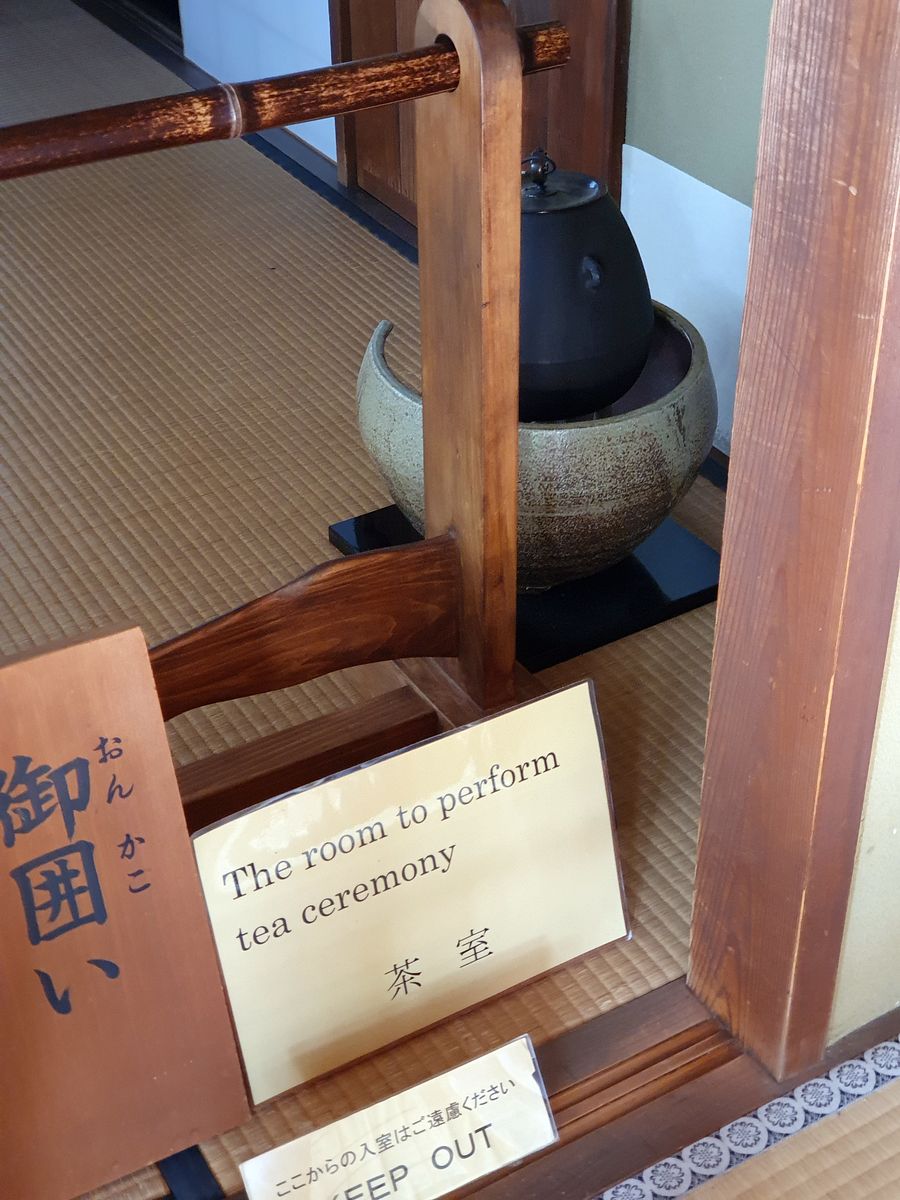 御囲い
おんかこ
The room to perform
tea ceremony
茶室
ここからの入室はご遠慮ください
KEEP OUT